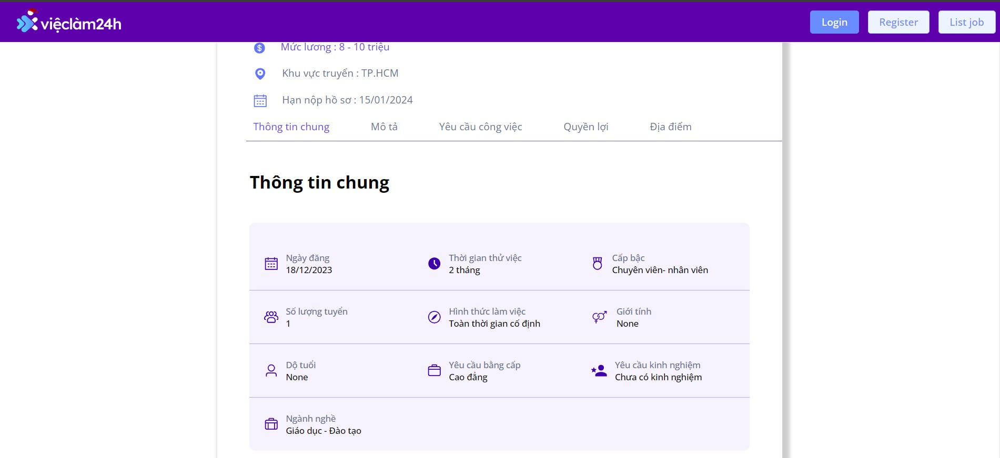 việclàm24h
Login
Register
List job
Mức lương : 8 - 10 triệu
Khu vực truyển : TP.HCM
Hạn nộp hồ sơ : 15/01/2024
Thông tin chung
Mô tả
Yêu cầu công việc
Quyền lợi
Địa điểm
Thông tin chung
Ngày đăng
18/12/2023
Thời gian thử việc
2 tháng
Cấp bậc
Chuyên viên- nhân viên
Số lượng tuyển
1
Hình thức làm việc
Toàn thời gian cố định
Giới tính
None
Dộ tuổi
None
Yêu cầu bằng cấp
Cao đẳng
Yêu cầu kinh nghiệm
Chưa có kinh nghiệm
Ngành nghề
Giáo dục - Đào tạo